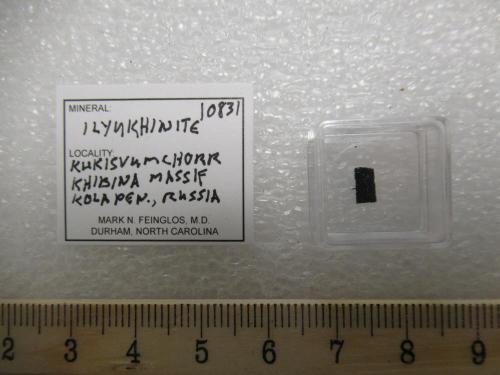 MINERAL: 10831
ILYUKHINITE
LOCALITY:
KUKISVUMCHORR
KHIBINA MASSIF
KOLA PEN., RUSSIA
MARK N. FEINGLOS, M.D.
DURHAM, NORTH CAROLINA
2 3 4 5 6 7 8 9